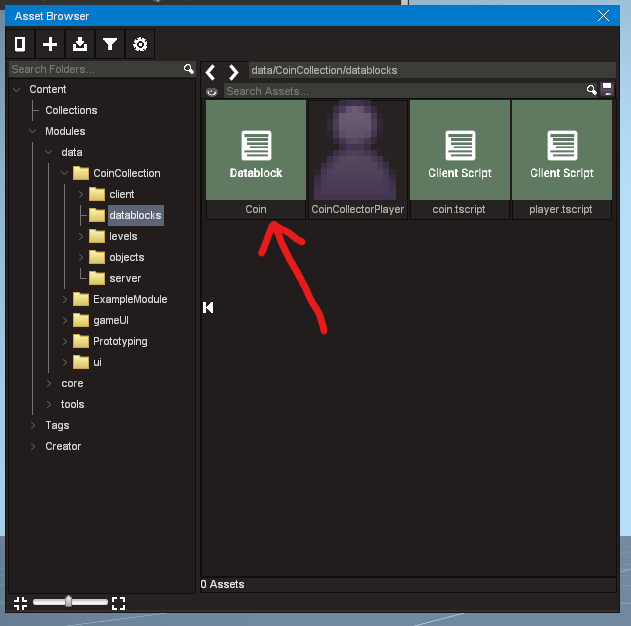 Asset Browser
Search Folders...
data/CoinCollection/datablocks
Search Assets...
Content
Collections
Modules
data
CoinCollection
client
datablocks
levels
objects
server
ExampleModule
gameUI
Prototyping
ui
core
tools
Tags
Creator
Datablock
Client Script
Client Script
Coin
CoinCollectorPlayer
coin.tscript
player.tscript
0 Assets